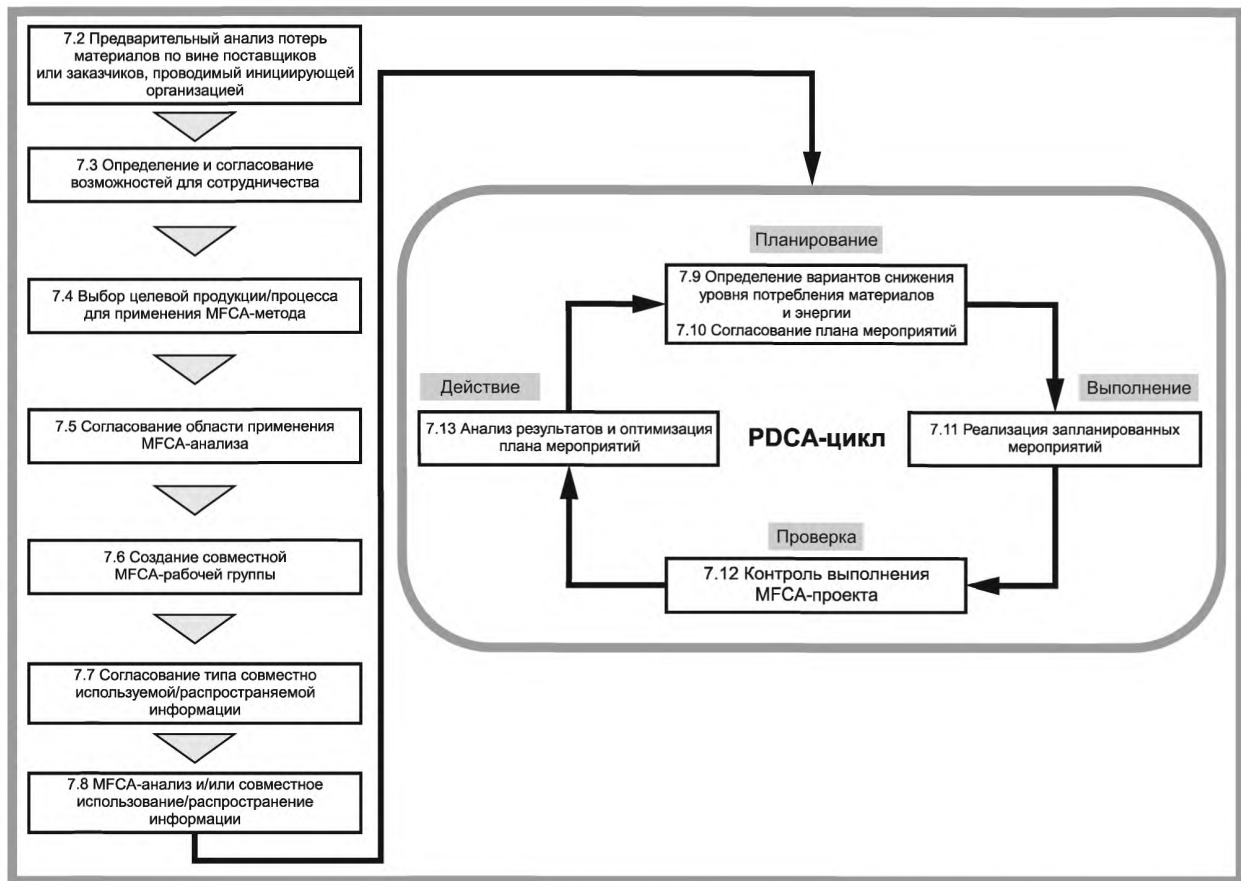 7.2 Предварительный анализ потерь
материалов по вине поставщиков
или заказчиков, проводимый инициирующей
организацией
7.3 Определение и согласование
возможностей для сотрудничества
7.4 Выбор целевой продукции/процесса
для применения MFCA-метода
7.5 Согласование области применения
MFCA-анализа
7.6 Создание совместной
MFCA-рабочей группы
7.7 Согласование типа совместно
используемой/распространяемой
информации
7.8 MFCA-анализ и/или совместное
использование/распространение
информации
Планирование
7.9 Определение вариантов снижения
уровня потребления материалов
и энергии
7.10 Согласование плана мероприятий
Действие
Выполнение
7.13 Анализ результатов и оптимизация
плана мероприятий
PDCA-цикл
7.11 Реализация запланированных
мероприятий
Проверка
7.12 Контроль выполнения
MFCA-проекта